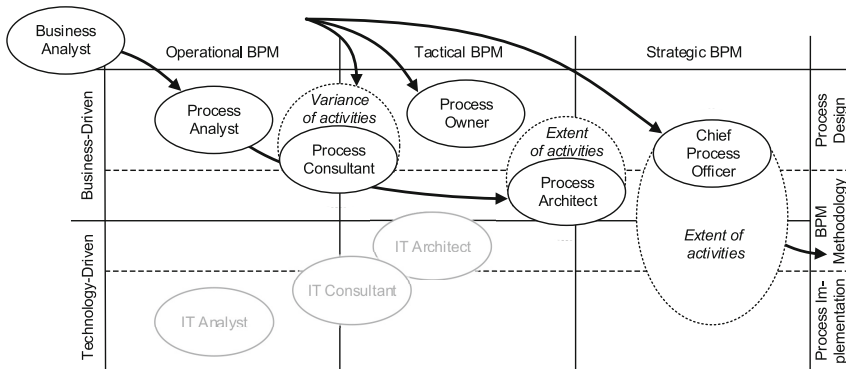 Business
Analyst
Operational BPM
Tactical BPM
Strategic BPM
Business-Driven
Technology-Driven
Process
Analyst
Variance
of activities
Process
Consultant
Process
Owner
Extent
of activities
Process
Architect
Chief
Process
Officer
Extent of
activities
IT Architect
IT Consultant
IT Analyst
Process
Design
BPM
Methodology
Process Im-
plementation